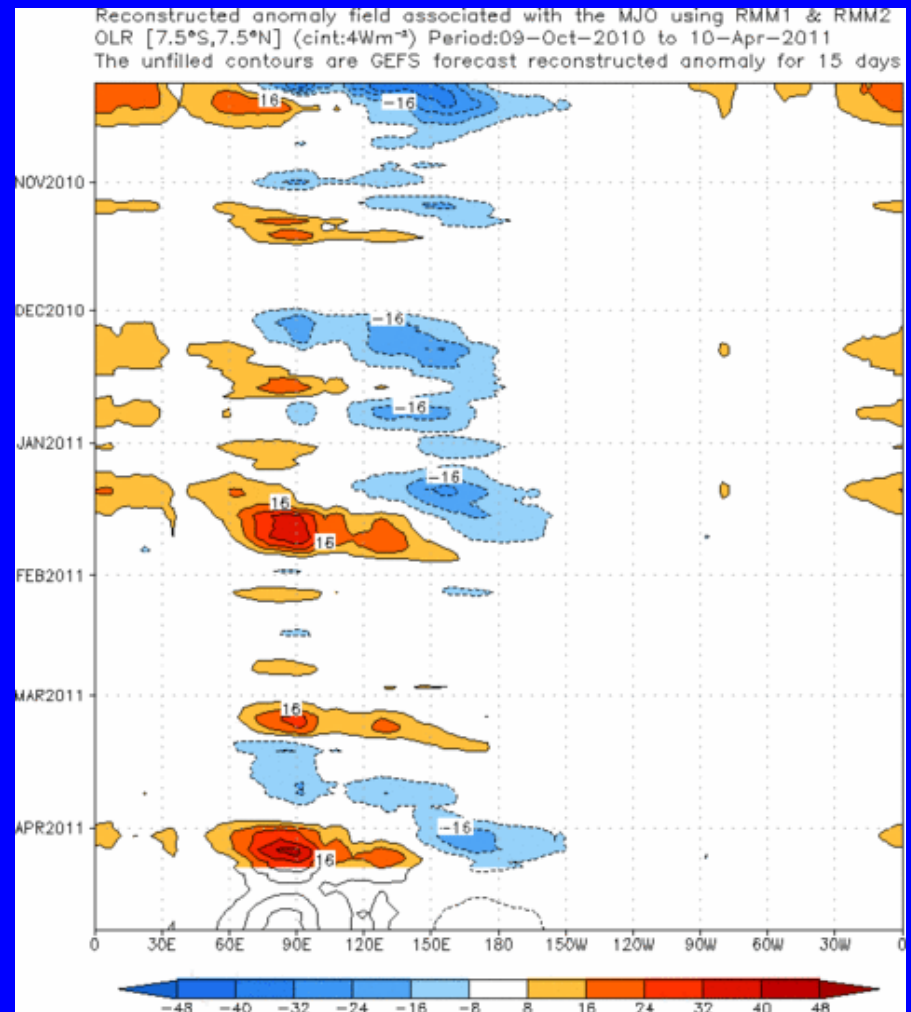 Reconstructed anomaly field associated with the MJO using RMM1 & RMM2
OLR [7.5°S,7.5°N] (cint:4Wm⁻²) Period:09-Oct-2010 to 10-Apr-2011
The unfilled contours are GEFS forecast reconstructed anomaly for 15 days
16
-16
NOV2010
DEC2010
-16
-16
JAN2011
-16
16
16
FEB2011
MAR2011
16
APR2011
-16
16
0 30E 60E 90E 120E 150E 180 150W 120W 90W 60W 30W 0
-48 -40 -32 -24 -16 -8 8 16 24 32 40 48